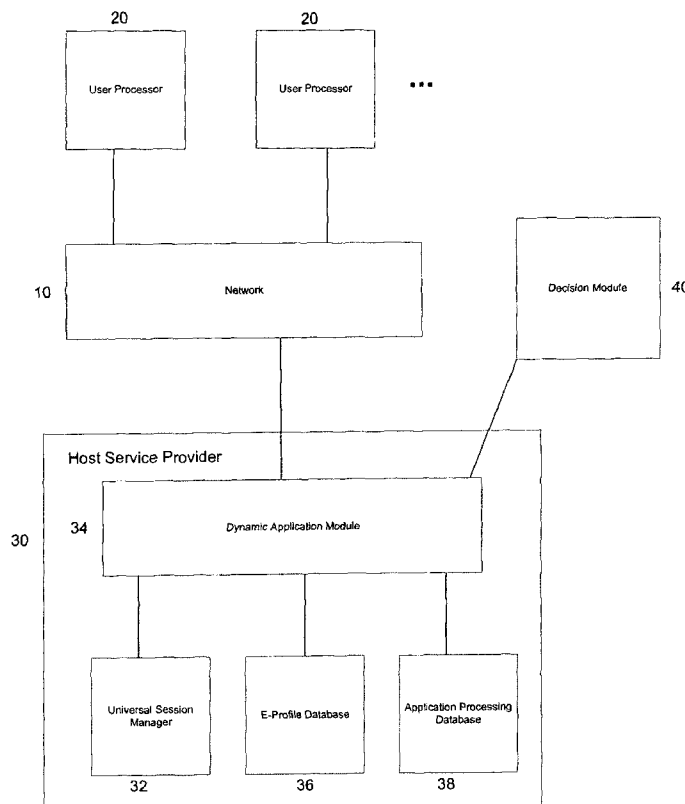 20
20
User Processor
User Processor
...
10
Network
Decision Module
40
Host Service Provider
30
34
Dynamic Application Module
Universal Session
Manager
E-Profile Database
Application Processing
Database
32
36
38